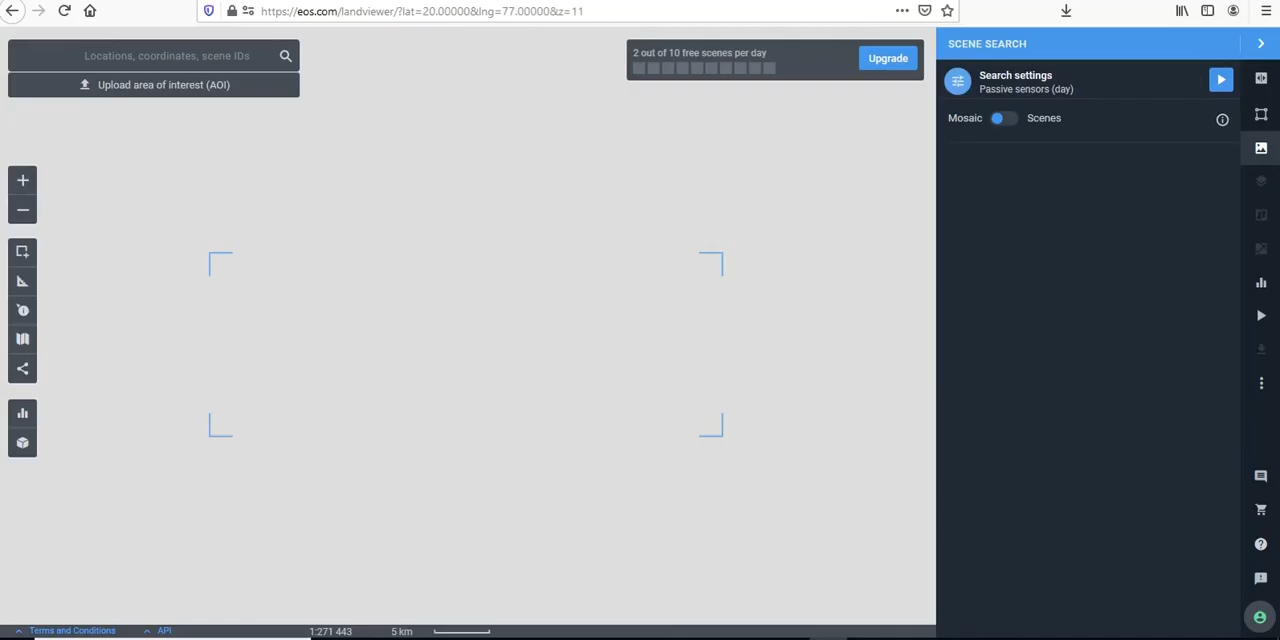 https://eos.com/landviewer/?lat=20.00000&lng=77.00000&z=11
Locations, coordinates, scene IDs
Upload area of interest (AOI)
2 out of 10 free scenes per day
Upgrade
SCENE SEARCH
Search settings
Passive sensors (day)
Mosaic
Scenes
Terms and Conditions
API
1:271 443
5 km